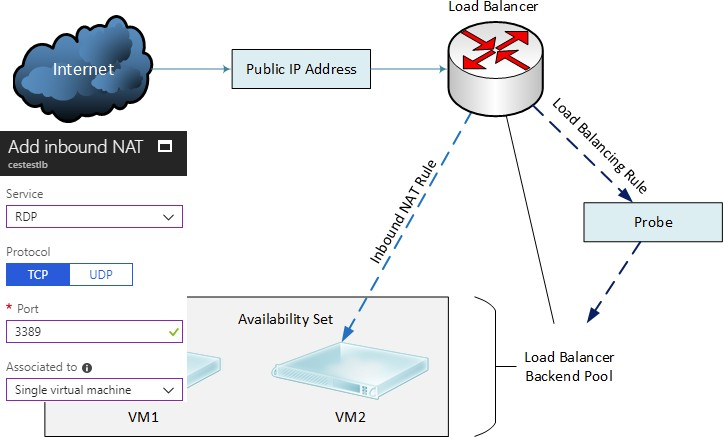 Load Balancer
Internet
Public IP Address
Load Balancing Rule
Inbound NAT Rule
Probe
Add inbound NAT
cestestlb
Service
RDP
Protocol
TCP UDP
* Port
3389
Associated to
Single virtual machine
Availability Set
VM1
VM2
Load Balancer
Backend Pool